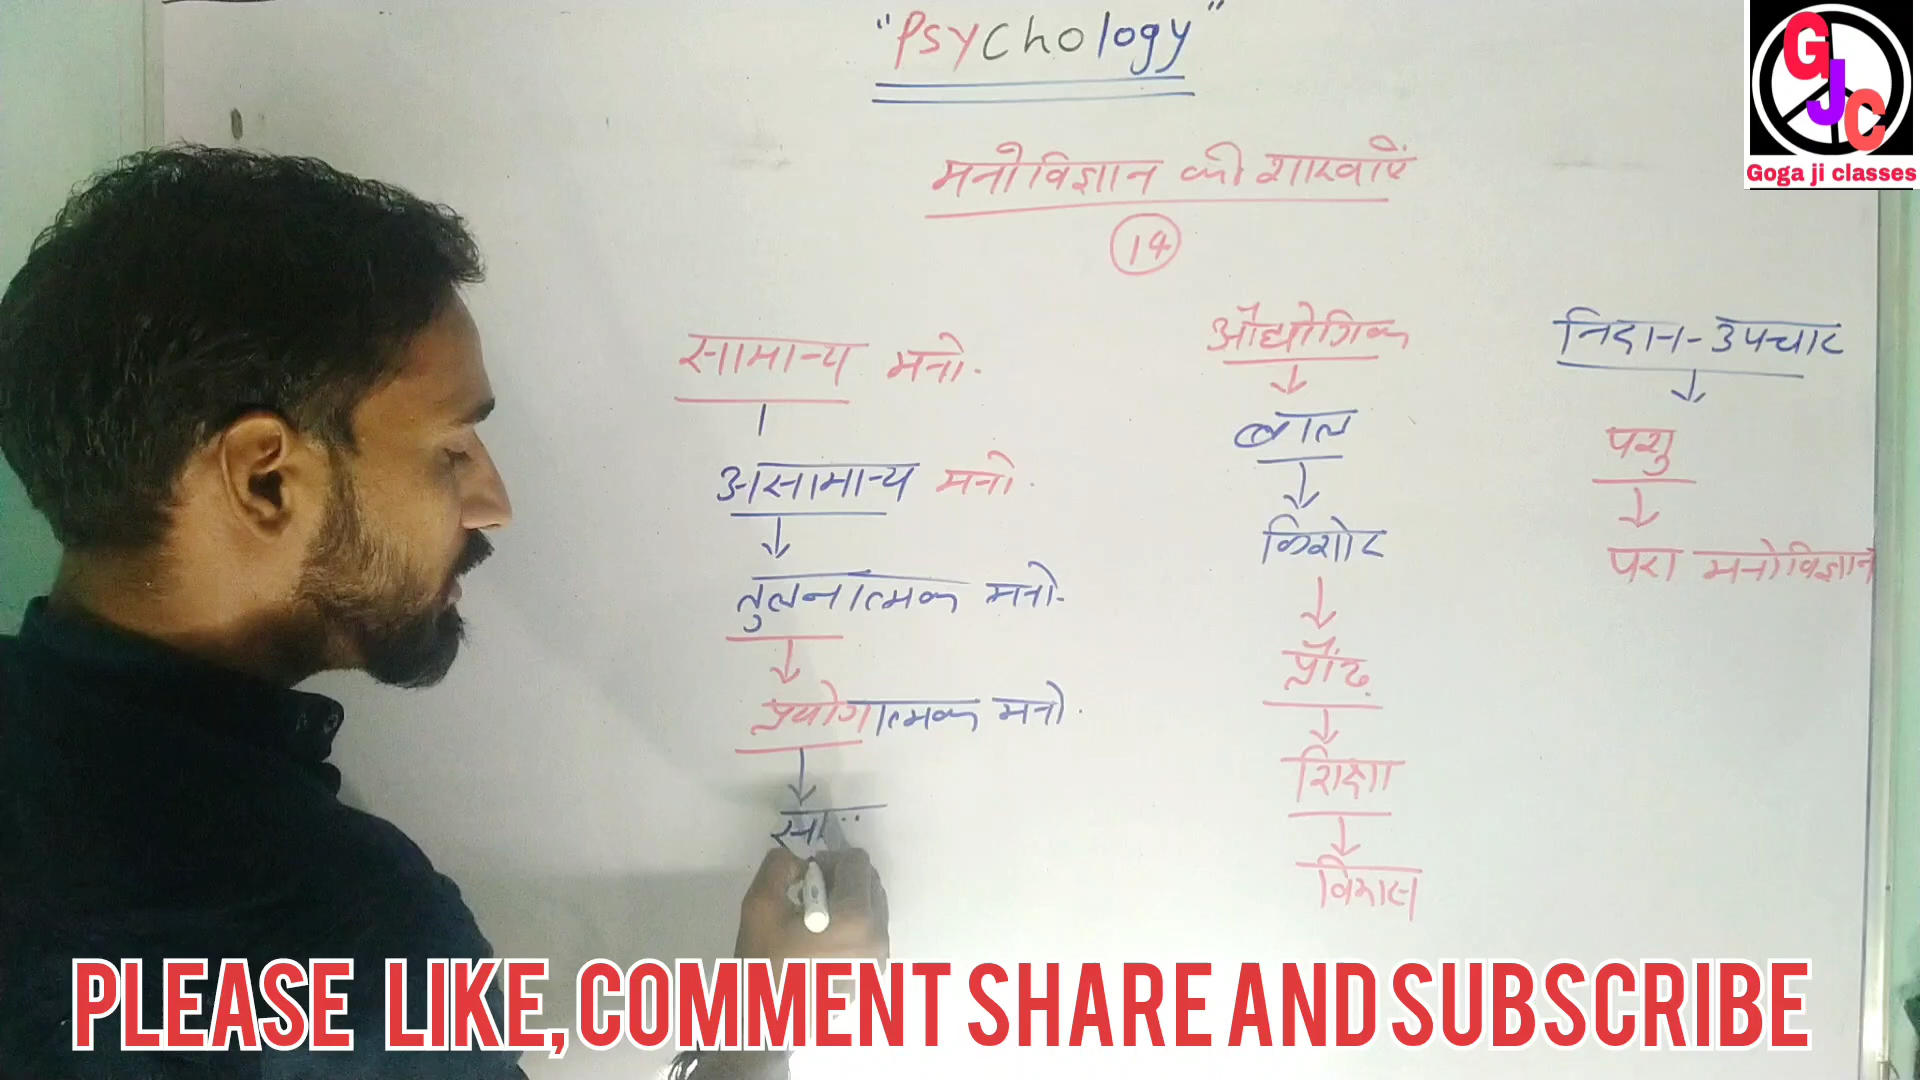 "Psychology"
मनोविज्ञान की शाखाएं
14
सामान्य मनो.
असामान्य मनो.
तुलनात्मक मनो.
प्रयोगात्मक मनो.
औद्योगिक
बाल
किशोर
प्रौढ़
शिक्षा
विकास
निदान-उपचार
पशु
परा मनोविज्ञान
GJC
Goga ji classes
PLEASE LIKE, COMMENT SHARE AND SUBSCRIBE